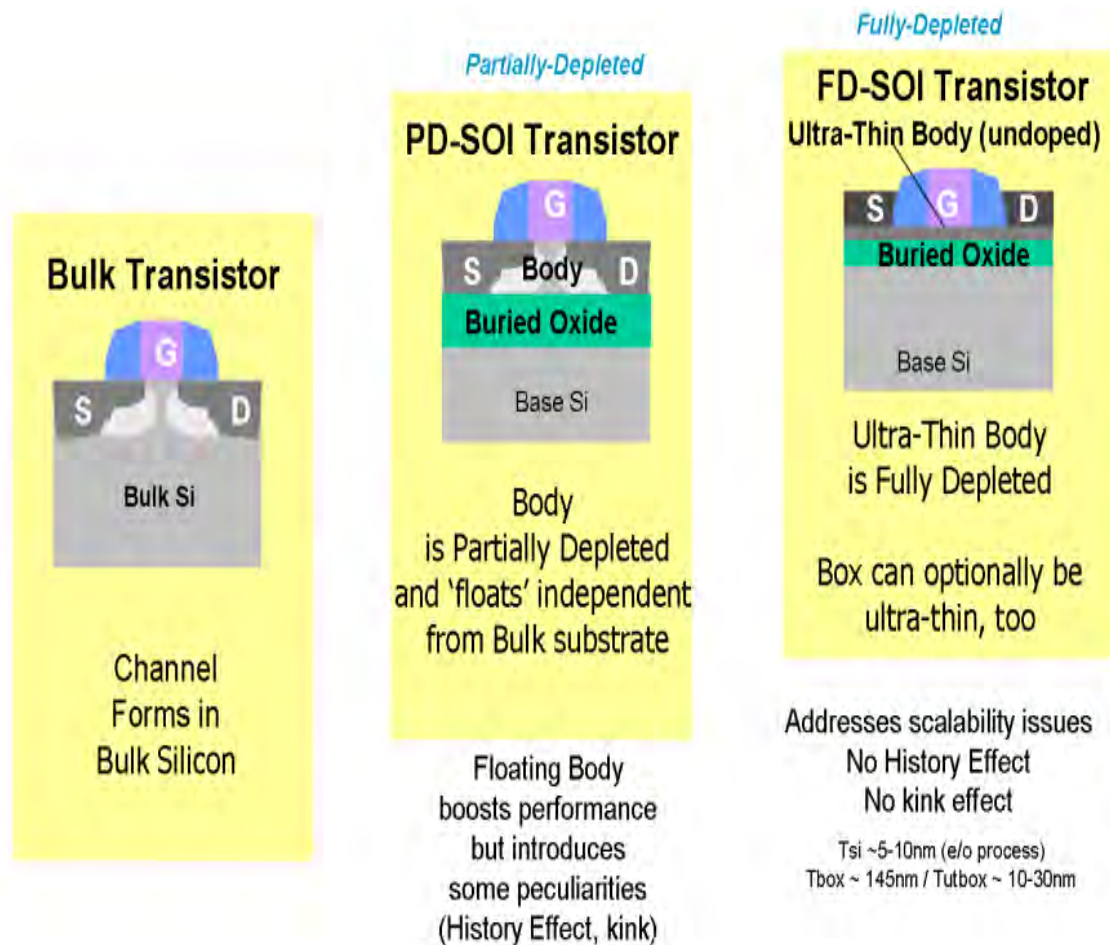 Bulk Transistor
G
S
D
Bulk Si
Channel
Forms in
Bulk Silicon
Partially-Depleted
PD-SOI Transistor
G
S
Body
D
Buried Oxide
Base Si
Body
is Partially Depleted
and ‘floats’ independent
from Bulk substrate
Floating Body
boosts performance
but introduces
some peculiarities
(History Effect, kink)
Fully-Depleted
FD-SOI Transistor
Ultra-Thin Body (undoped)
S
G
D
Buried Oxide
Base Si
Ultra-Thin Body
is Fully Depleted
Box can optionally be
ultra-thin, too
Addresses scalability issues
No History Effect
No kink effect
Tsi ~5-10nm (e/o process)
Tbox ~ 145nm / Tutbox ~ 10-30nm